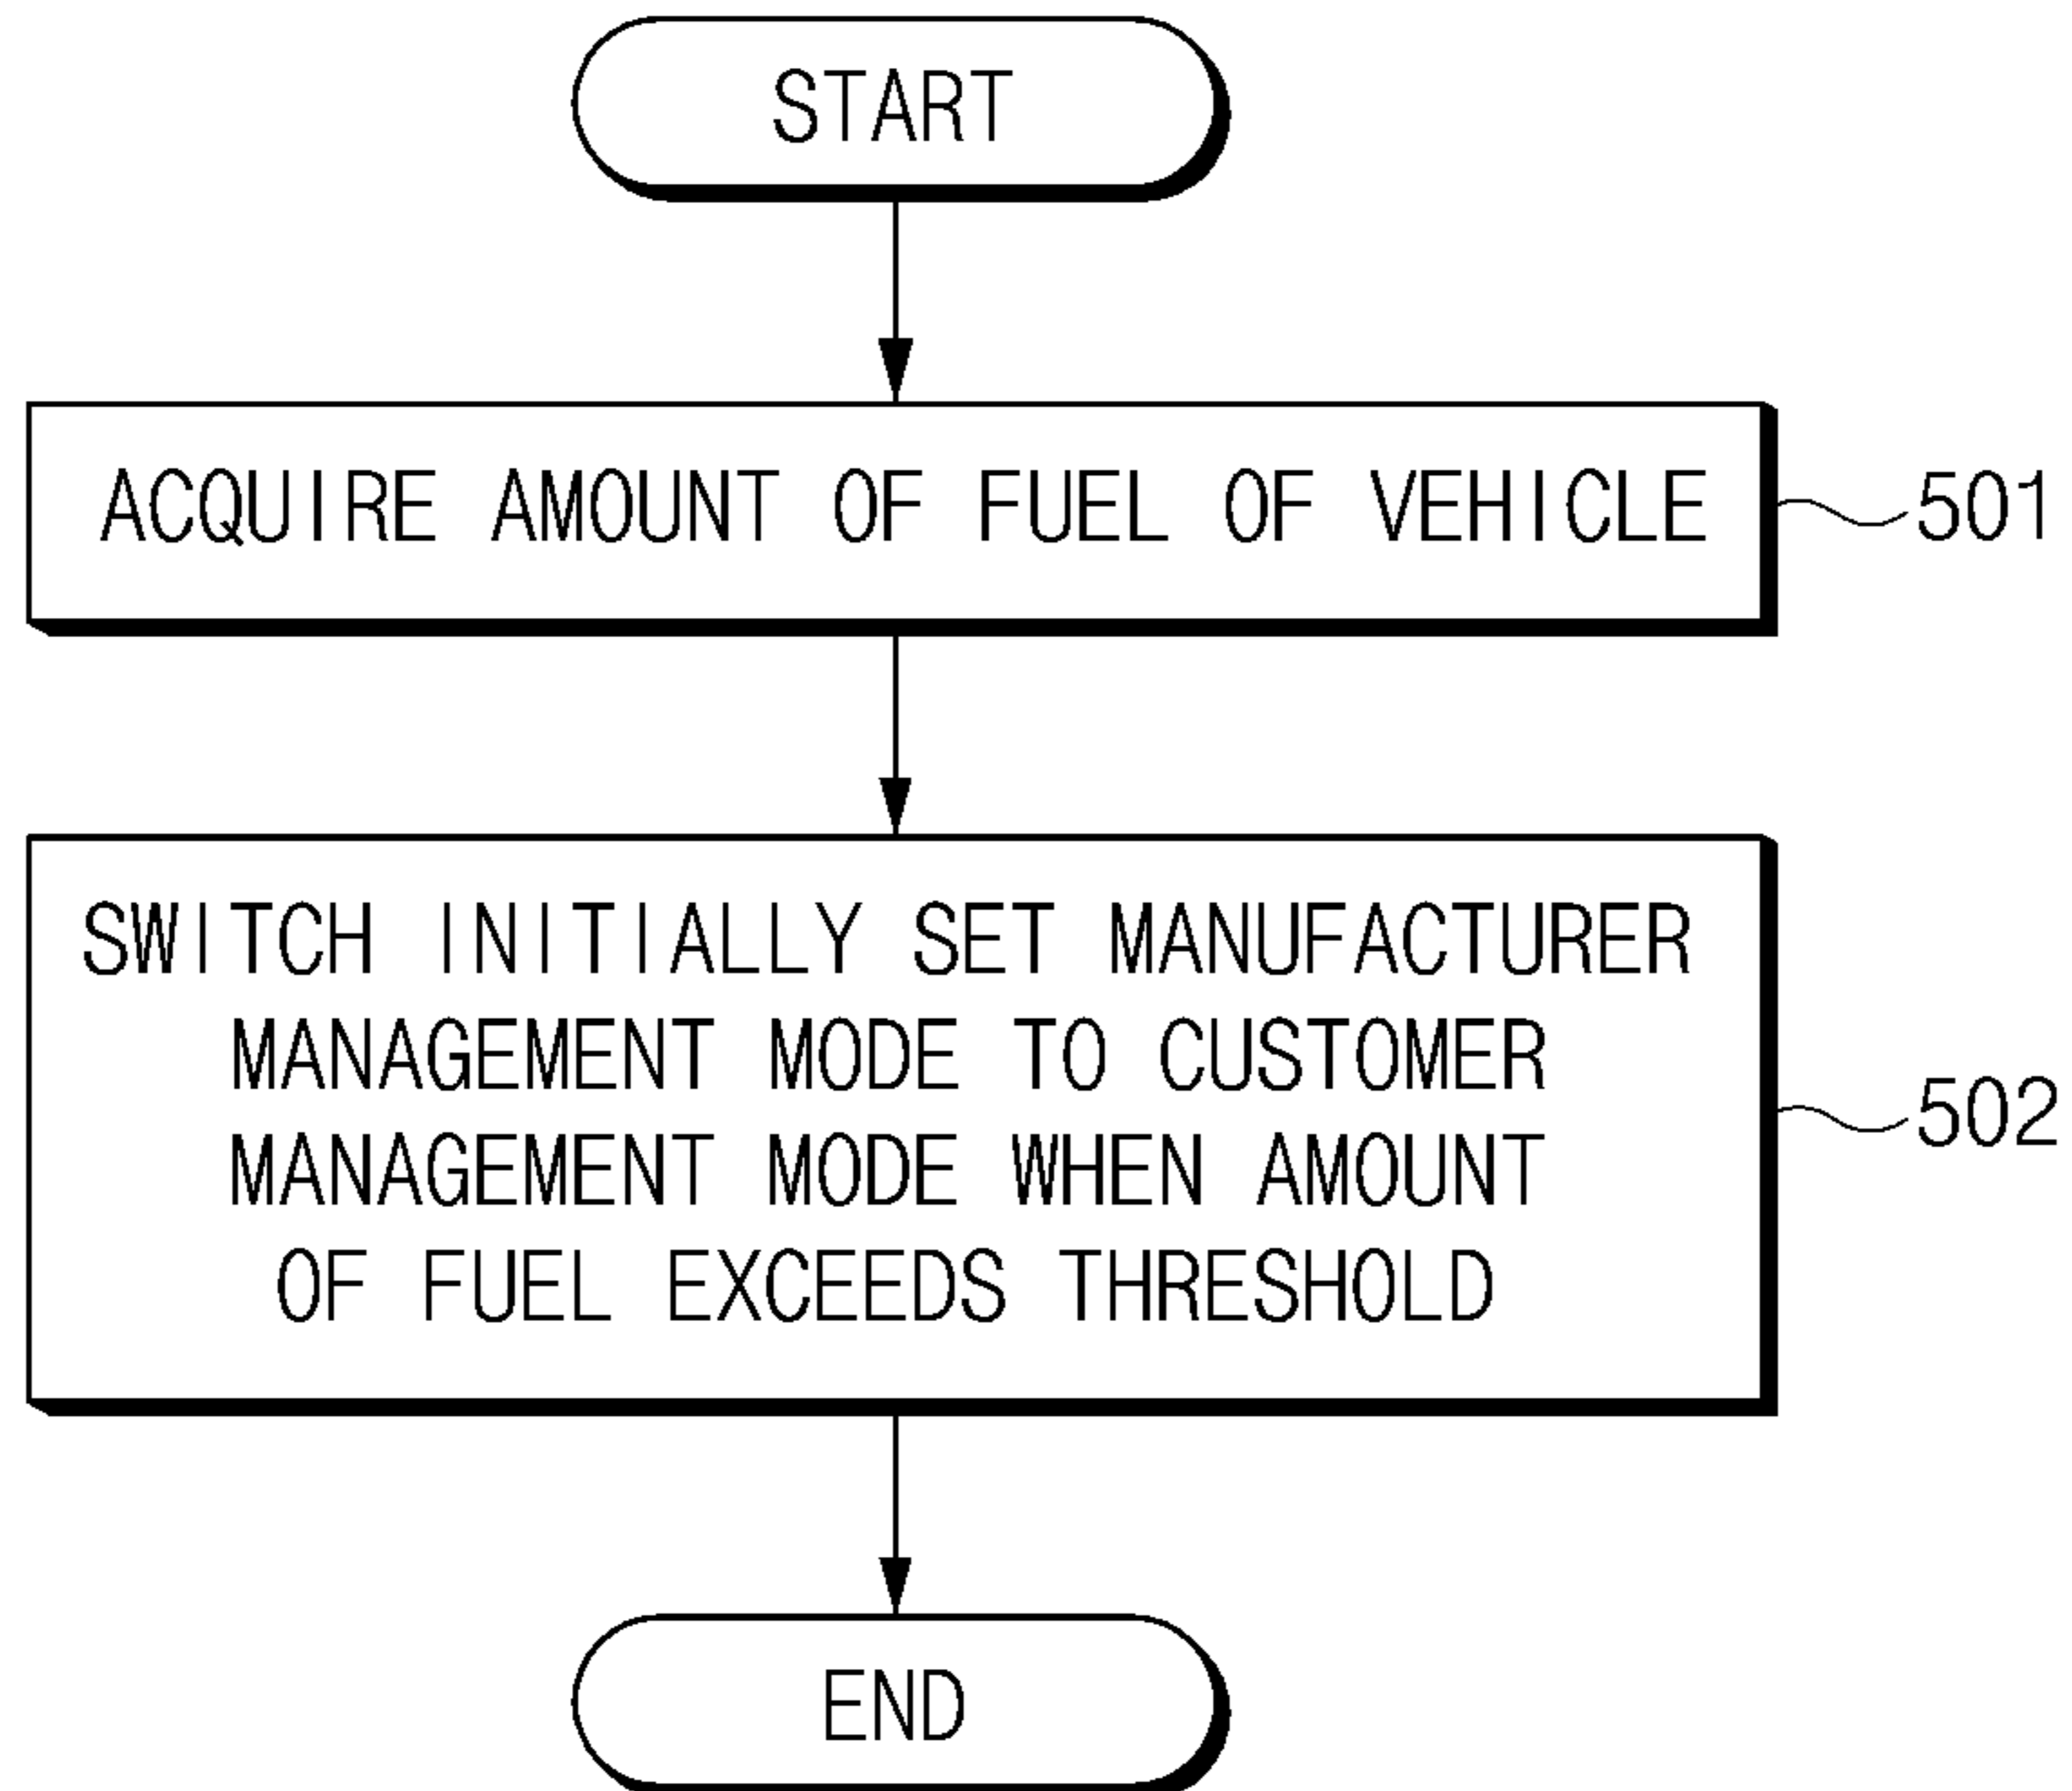 START
ACQUIRE AMOUNT OF FUEL OF VEHICLE
501
SWITCH INITIALLY SET MANUFACTURER
MANAGEMENT MODE TO CUSTOMER
MANAGEMENT MODE WHEN AMOUNT
OF FUEL EXCEEDS THRESHOLD
502
END